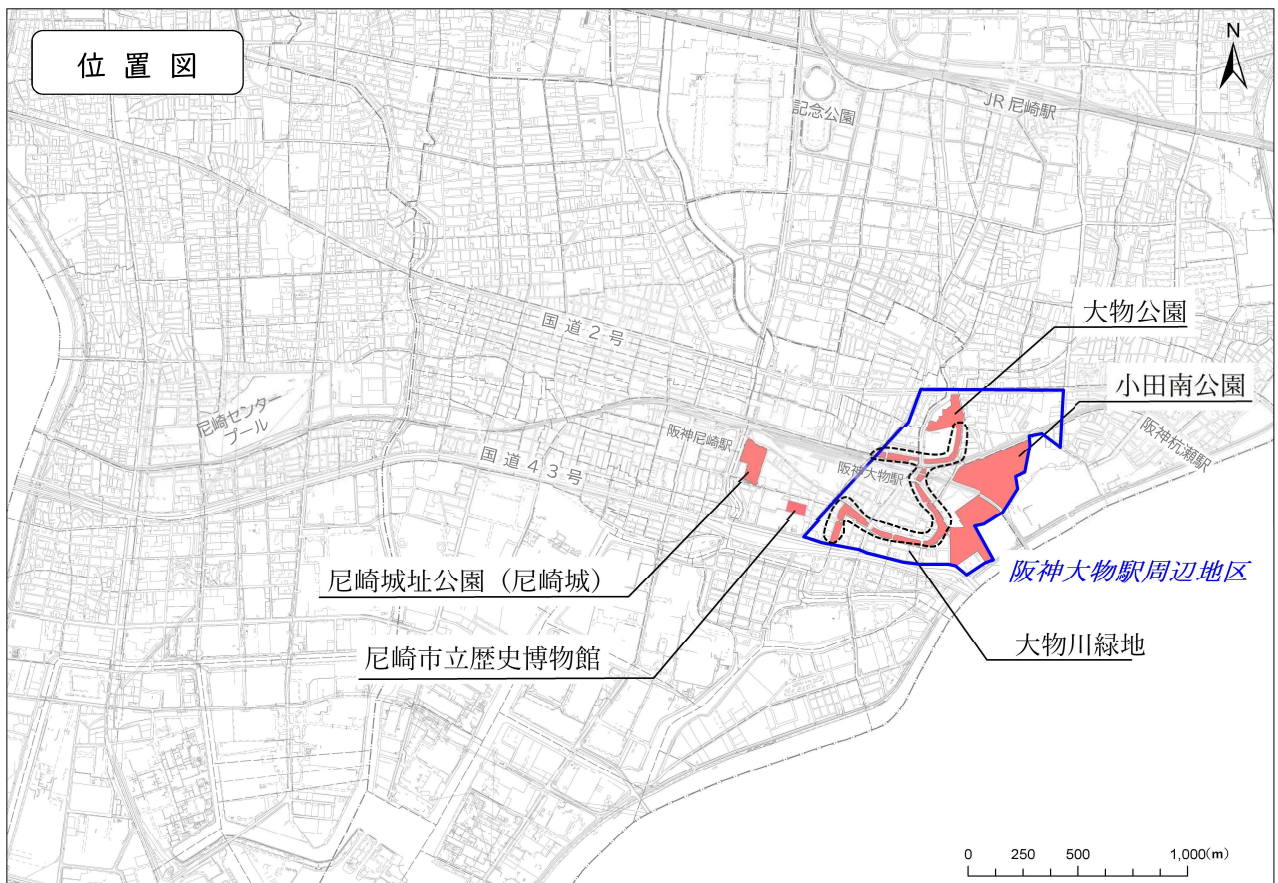 位置図
N
JR 尼崎駅
記念公園
大物公園
国道2号
小田南公園
尼崎センター
プール
阪神尼崎駅
阪神杭瀬駅
国道43号
阪神大物駅
阪神大物駅周辺地区
尼崎城址公園（尼崎城）
大物川緑地
尼崎市立歴史博物館
0 250 500 1,000(m)